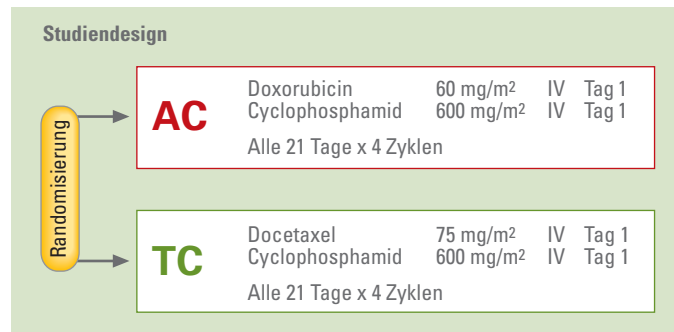 Studiendesign
Randomisierung
AC
Doxorubicin 60 mg/m² IV Tag 1
Cyclophosphamid 600 mg/m² IV Tag 1
Alle 21 Tage x 4 Zyklen
TC
Docetaxel 75 mg/m² IV Tag 1
Cyclophosphamid 600 mg/m² IV Tag 1
Alle 21 Tage x 4 Zyklen